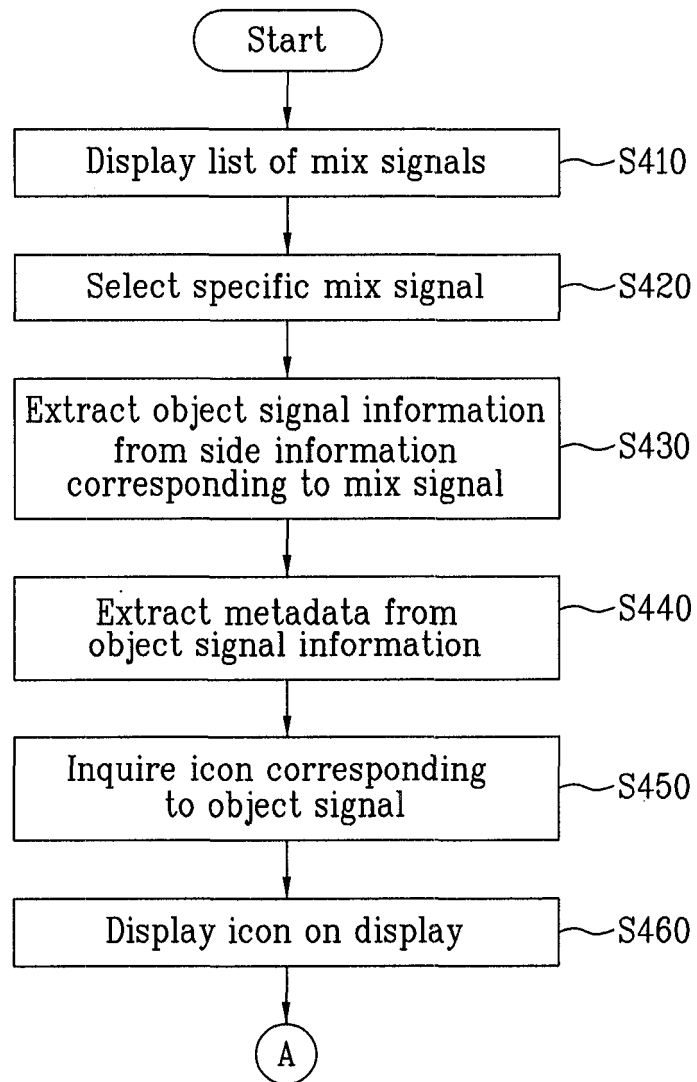 Start
Display list of mix signals
S410
Select specific mix signal
S420
Extract object signal information
from side information
corresponding to mix signal
S430
Extract metadata from
object signal information
S440
Inquire icon corresponding
to object signal
S450
Display icon on display
S460
A